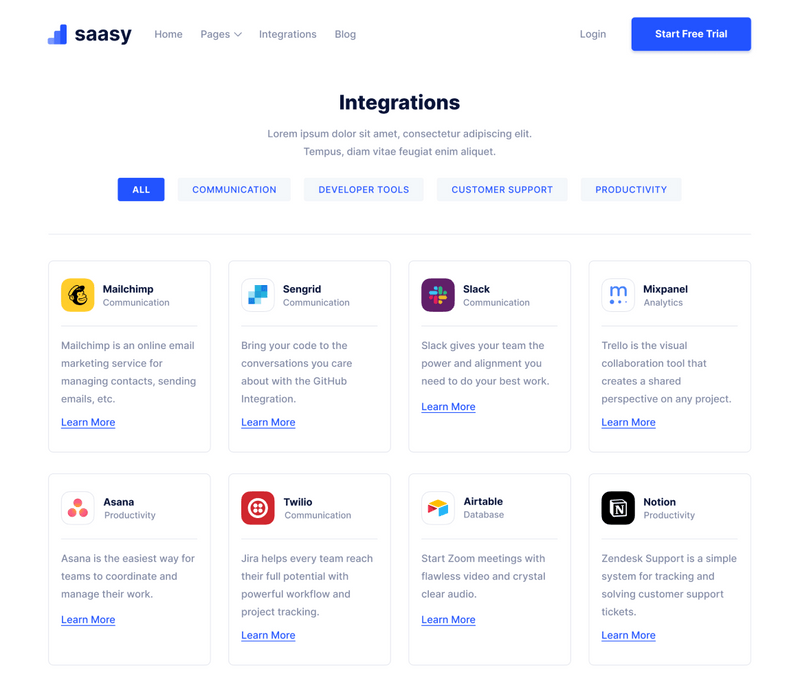 saasy Home Pages Integrations Blog Login Start Free Trial
Integrations
Lorem ipsum dolor sit amet, consectetur adipiscing elit.
Tempus, diam vitae feugiat enim aliquet.
ALL COMMUNICATION DEVELOPER TOOLS CUSTOMER SUPPORT PRODUCTIVITY
Mailchimp
Communication
Mailchimp is an online email
marketing service for
managing contacts, sending
emails, etc.
Learn More
Sengrid
Communication
Bring your code to the
conversations you care
about with the GitHub
Integration.
Learn More
Slack
Communication
Slack gives your team the
power and alignment you
need to do your best work.
Learn More
m
Mixpanel
Analytics
Trello is the visual
collaboration tool that
creates a shared
perspective on any project.
Learn More
Asana
Productivity
Asana is the easiest way for
teams to coordinate and
manage their work.
Learn More
Twilio
Communication
Jira helps every team reach
their full potential with
powerful workflow and
project tracking.
Learn More
Airtable
Database
Start Zoom meetings with
flawless video and crystal
clear audio.
Learn More
N
Notion
Productivity
Zendesk Support is a simple
system for tracking and
solving customer support
tickets.
Learn More